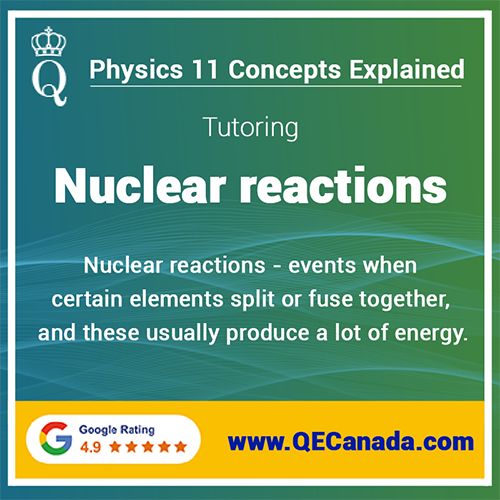 Q
Physics 11 Concepts Explained
Tutoring
Nuclear reactions
Nuclear reactions - events when
certain elements split or fuse together,
and these usually produce a lot of energy.
G
Google Rating
4.9
www.QECanada.com